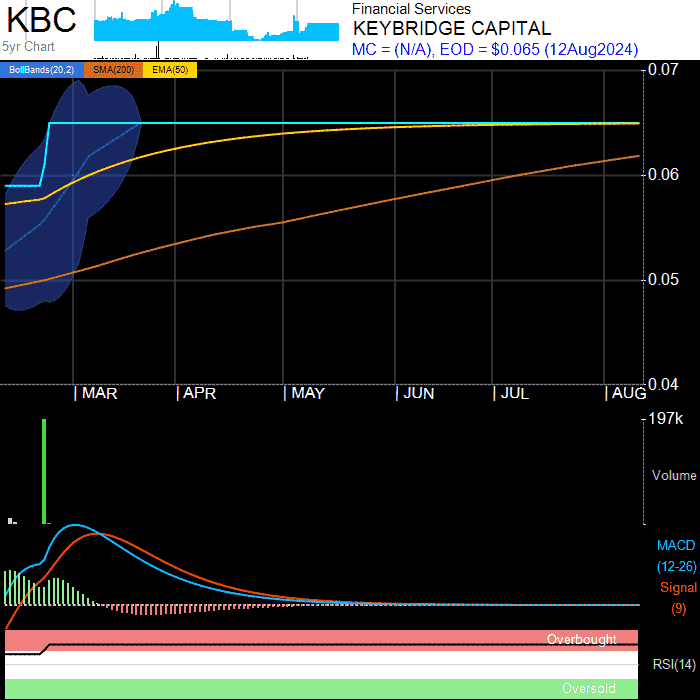 KBC
5yr Chart
Financial Services
KEYBRIDGE CAPITAL
MC = (N/A), EOD = $0.065 (12Aug2024)
BollBands(20,2) SMA(200) EMA(50)
0.07
0.06
0.05
0.04
MAR APR MAY JUN JUL AUG
197k
Volume
MACD
(12-26)
Signal
(9)
Overbought
RSI(14)
Oversold